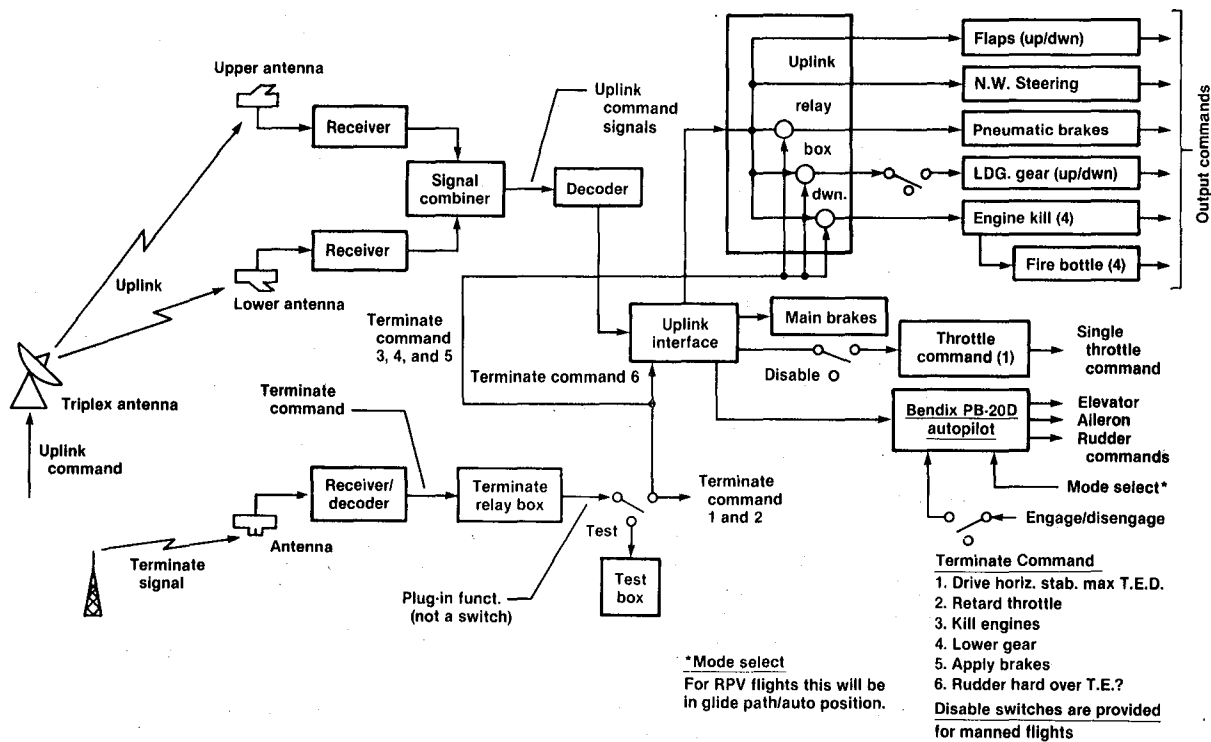 Upper antenna
Receiver
Uplink
command
signals
Signal
combiner
Decoder
Receiver
Lower antenna
Uplink
Triplex antenna
Uplink
command
Uplink
relay
box
dwn.
Flaps (up/dwn)
N.W. Steering
Pneumatic brakes
LDG. gear (up/dwn)
Engine kill (4)
Fire bottle (4)
Output commands
Terminate
command
3, 4, and 5
Uplink
interface
Main brakes
Disable
Throttle
command (1)
Single
throttle
command
Terminate command 6
Bendix PB-20D
autopilot
Elevator
Aileron
Rudder
commands
Mode select*
Engage/disengage
Terminate
command
Receiver/
decoder
Terminate
relay box
Terminate
command
1 and 2
Antenna
Terminate
signal
Test
Test
box
Plug-in funct.
(not a switch)
*Mode select
For RPV flights this will be
in glide path/auto position.
Terminate Command
1. Drive horiz. stab. max T.E.D.
2. Retard throttle
3. Kill engines
4. Lower gear
5. Apply brakes
6. Rudder hard over T.E.?
Disable switches are provided
for manned flights